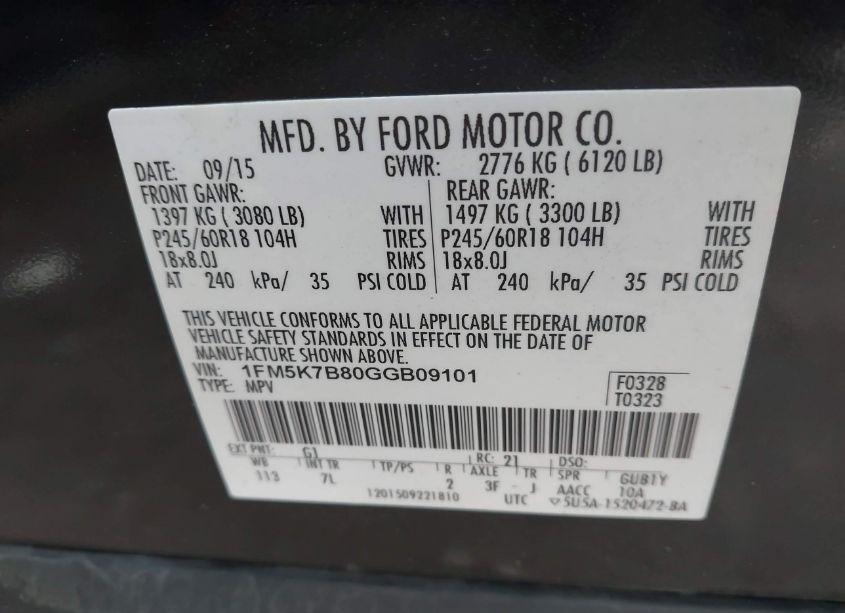 MFD. BY FORD MOTOR CO.
DATE: 09/15 GVWR: 2776 KG ( 6120 LB)
FRONT GAWR: REAR GAWR:
1397 KG ( 3080 LB) WITH 1497 KG ( 3300 LB) WITH
P245/60R18 104H TIRES P245/60R18 104H TIRES
18x8.0J RIMS 18x8.0J RIMS
AT 240 kPa/ 35 PSI COLD AT 240 kPa/ 35 PSI COLD
THIS VEHICLE CONFORMS TO ALL APPLICABLE FEDERAL MOTOR
VEHICLE SAFETY STANDARDS IN EFFECT ON THE DATE OF
MANUFACTURE SHOWN ABOVE.
VIN: 1FM5K7B80GGB09101 F0328
TYPE: MPV T0323
EXT PNT: G1 RC: 21 DSO:
WB INT TR TP/PS R AXLE TR SPR GUB1Y
113 7L 2 3F - J AACC 10A
1201509221810 UTC ▽5U5A-1520472-BA